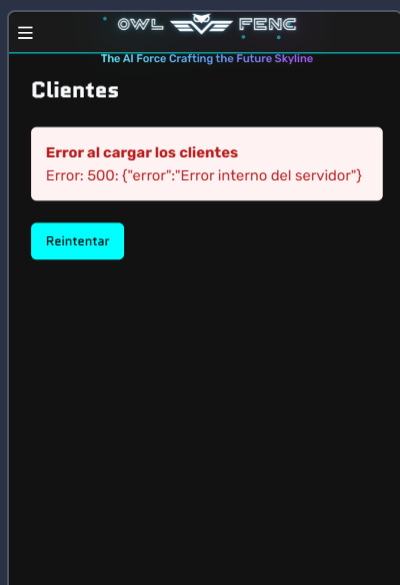 OWL FENC
The AI Force Crafting the Future Skyline
Clientes
Error al cargar los clientes
Error: 500: {"error":"Error interno del servidor"}
Reintentar